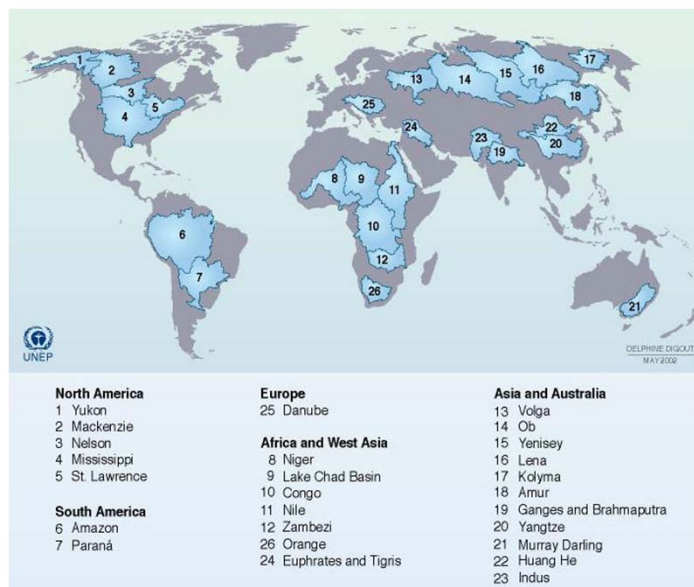 1
2
3
4
5
6
7
8
9
10
11
12
13
14
15
16
17
18
19
20
21
22
23
24
25
26
UNEP
DELPHINE DIGOUT
MAY 2002
North America
1 Yukon
2 Mackenzie
3 Nelson
4 Mississippi
5 St. Lawrence
South America
6 Amazon
7 Paraná
Europe
25 Danube
Africa and West Asia
8 Niger
9 Lake Chad Basin
10 Congo
11 Nile
12 Zambezi
26 Orange
24 Euphrates and Tigris
Asia and Australia
13 Volga
14 Ob
15 Yenisey
16 Lena
17 Kolyma
18 Amur
19 Ganges and Brahmaputra
20 Yangtze
21 Murray Darling
22 Huang He
23 Indus